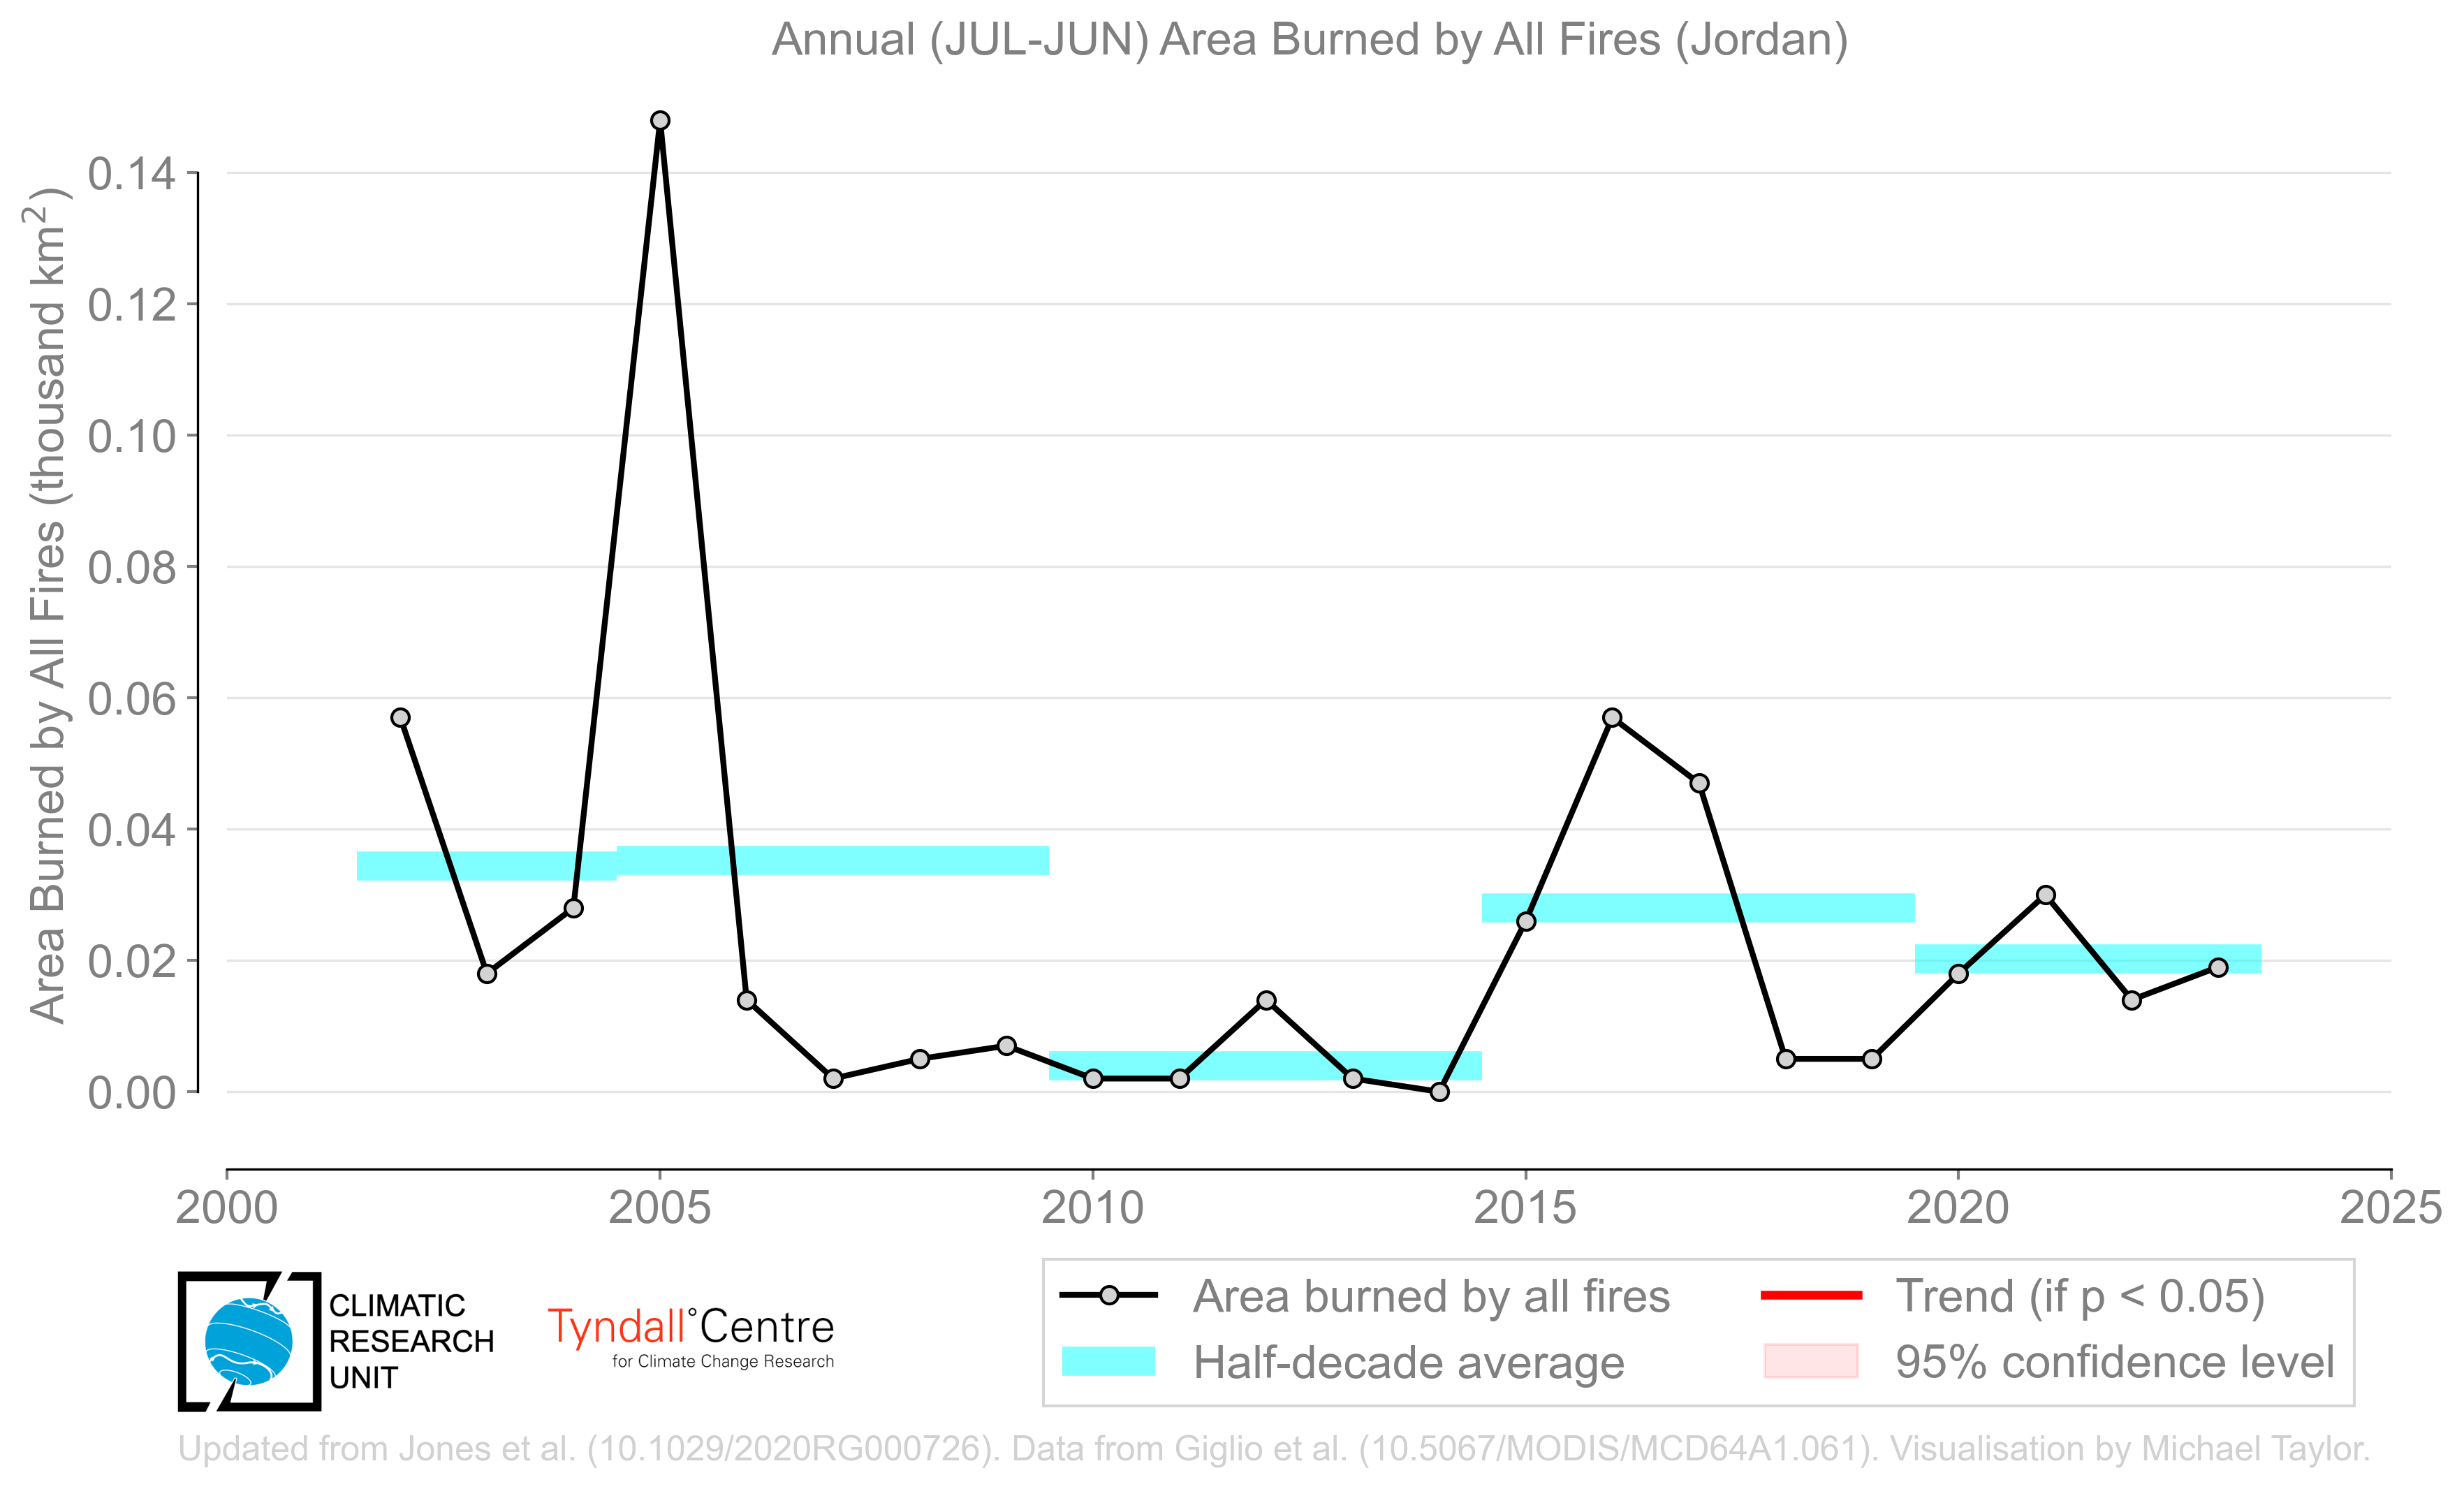 Annual (JUL-JUN) Area Burned by All Fires (Jordan)
Area Burned by All Fires (thousand km²)
0.14
0.12
0.10
0.08
0.06
0.04
0.02
0.00
2000 2005 2010 2015 2020 2025
CLIMATIC
RESEARCH
UNIT
Tyndall°Centre
for Climate Change Research
Area burned by all fires
Half-decade average
Trend (if p < 0.05)
95% confidence level
Updated from Jones et al. (10.1029/2020RG000726). Data from Giglio et al. (10.5067/MODIS/MCD64A1.061). Visualisation by Michael Taylor.